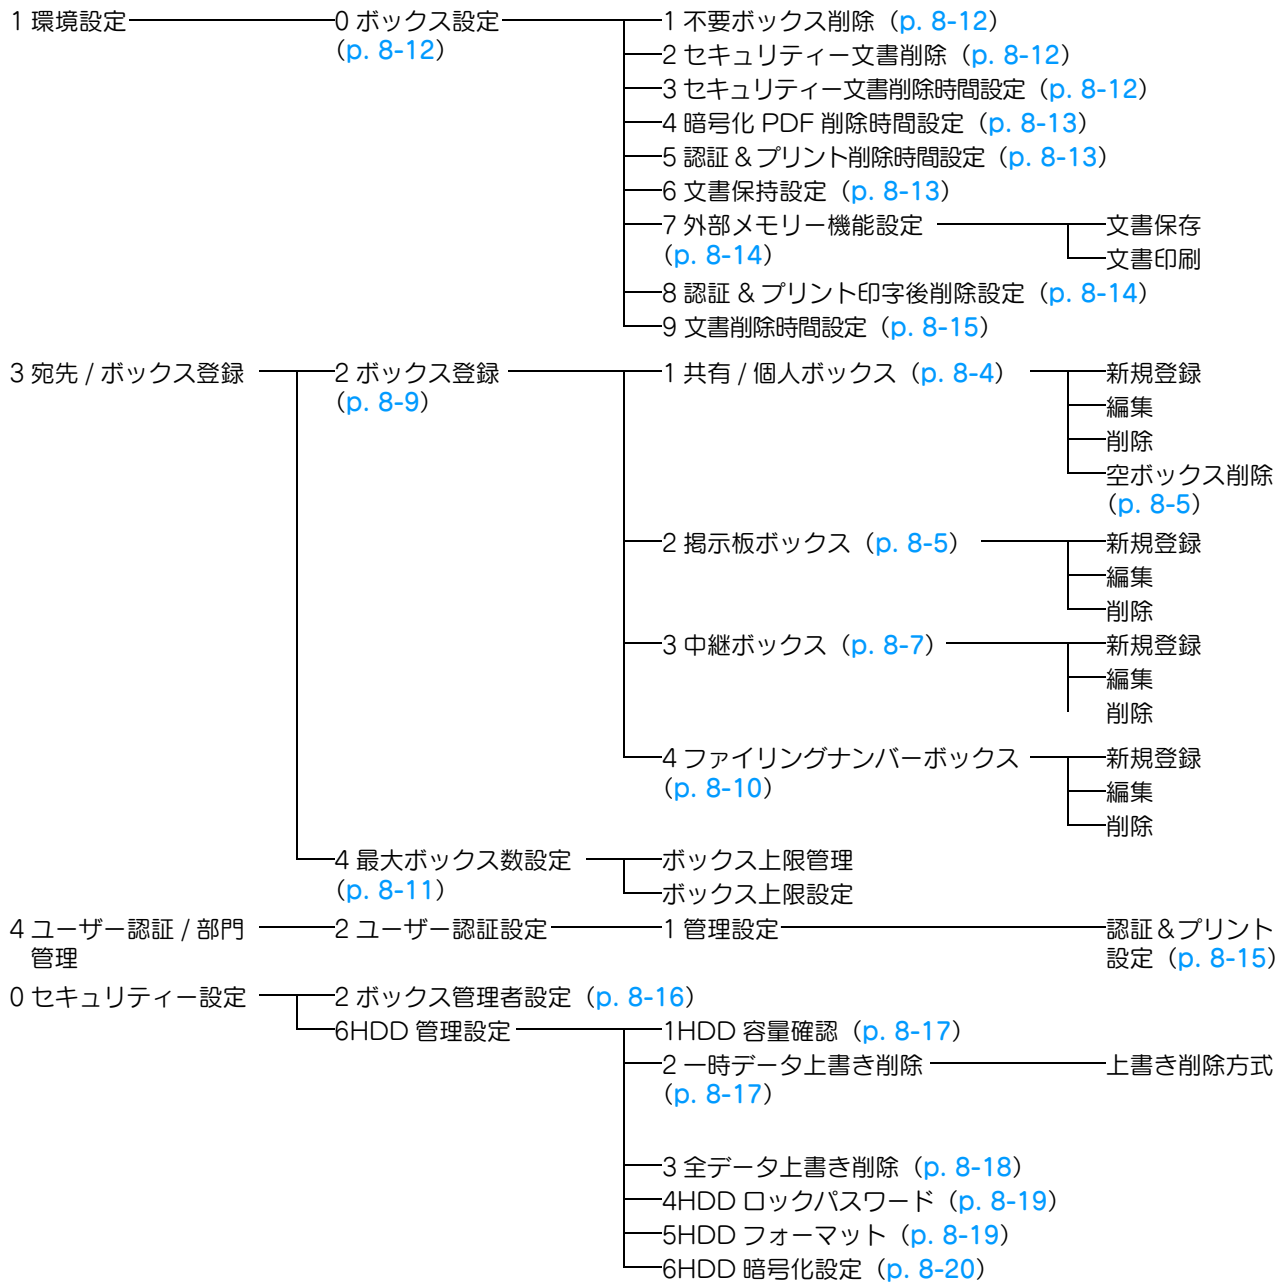 1 環境設定
0 ボックス設定
(p. 8-12)
1 不要ボックス削除（p. 8-12）
2 セキュリティー文書削除（p. 8-12）
3 セキュリティー文書削除時間設定（p. 8-12）
4 暗号化 PDF 削除時間設定（p. 8-13）
5 認証 & プリント削除時間設定（p. 8-13）
6 文書保持設定（p. 8-13）
7 外部メモリー機能設定
（p. 8-14）
文書保存
文書印刷
8 認証 & プリント印字後削除設定（p. 8-14）
9 文書削除時間設定（p. 8-15）
3 宛先 / ボックス登録
2 ボックス登録
（p. 8-9）
1 共有 / 個人ボックス（p. 8-4）
新規登録
編集
削除
空ボックス削除
（p. 8-5）
2 掲示板ボックス（p. 8-5）
新規登録
編集
削除
3 中継ボックス（p. 8-7）
新規登録
編集
削除
4 ファイリングナンバーボックス
（p. 8-10）
新規登録
編集
削除
4 最大ボックス数設定
（p. 8-11）
ボックス上限管理
ボックス上限設定
4 ユーザー認証 / 部門
管理
2 ユーザー認証設定
1 管理設定
認証＆プリント
設定（p. 8-15）
0 セキュリティー設定
2 ボックス管理者設定（p. 8-16）
6HDD 管理設定
1HDD 容量確認（p. 8-17）
2 一時データ上書き削除
（p. 8-17）
上書き削除方式
3 全データ上書き削除（p. 8-18）
4HDD ロックパスワード（p. 8-19）
5HDD フォーマット（p. 8-19）
6HDD 暗号化設定（p. 8-20）